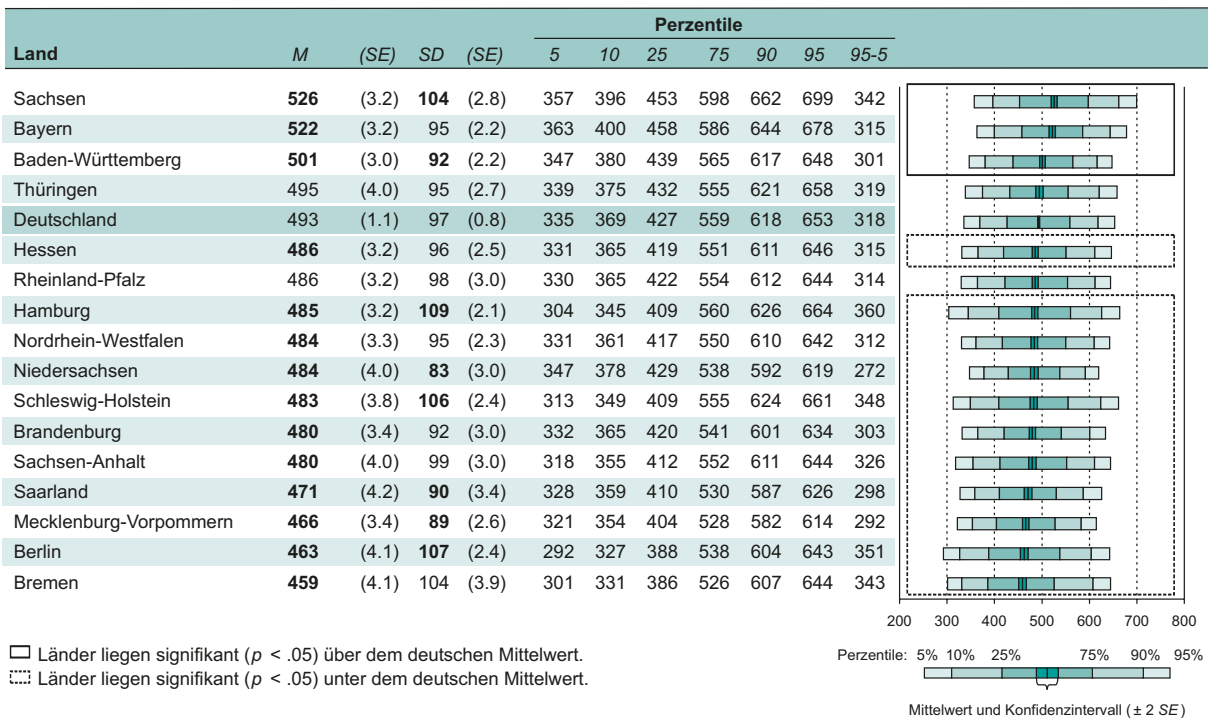 Perzentile
Land M (SE) SD (SE) 5 10 25 75 90 95 95-5
Sachsen 526 (3.2) 104 (2.8) 357 396 453 598 662 699 342
Bayern 522 (3.2) 95 (2.2) 363 400 458 586 644 678 315
Baden-Württemberg 501 (3.0) 92 (2.2) 347 380 439 565 617 648 301
Thüringen 495 (4.0) 95 (2.7) 339 375 432 555 621 658 319
Deutschland 493 (1.1) 97 (0.8) 335 369 427 559 618 653 318
Hessen 486 (3.2) 96 (2.5) 331 365 419 551 611 646 315
Rheinland-Pfalz 486 (3.2) 98 (3.0) 330 365 422 554 612 644 314
Hamburg 485 (3.2) 109 (2.1) 304 345 409 560 626 664 360
Nordrhein-Westfalen 484 (3.3) 95 (2.3) 331 361 417 550 610 642 312
Niedersachsen 484 (4.0) 83 (3.0) 347 378 429 538 592 619 272
Schleswig-Holstein 483 (3.8) 106 (2.4) 313 349 409 555 624 661 348
Brandenburg 480 (3.4) 92 (3.0) 332 365 420 541 601 634 303
Sachsen-Anhalt 480 (4.0) 99 (3.0) 318 355 412 552 611 644 326
Saarland 471 (4.2) 90 (3.4) 328 359 410 530 587 626 298
Mecklenburg-Vorpommern 466 (3.4) 89 (2.6) 321 354 404 528 582 614 292
Berlin 463 (4.1) 107 (2.4) 292 327 388 538 604 643 351
Bremen 459 (4.1) 104 (3.9) 301 331 386 526 607 644 343
200 300 400 500 600 700 800
Länder liegen signifikant (p < .05) über dem deutschen Mittelwert.
Länder liegen signifikant (p < .05) unter dem deutschen Mittelwert.
Perzentile: 5% 10% 25% 75% 90% 95%
Mittelwert und Konfidenzintervall (± 2 SE)